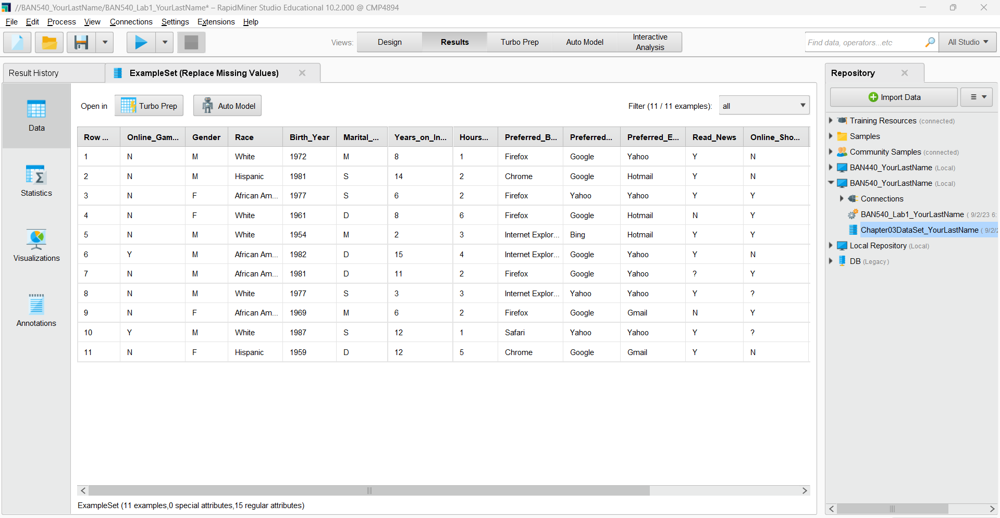 //BAN540_YourLastName/BAN540_Lab1_YourLastName* – RapidMiner Studio Educational 10.2.000 @ CMP4894
File Edit Process View Connections Settings Extensions Help
Views: Design Results Turbo Prep Auto Model Interactive Analysis Find data, operators...etc All Studio
Result History ExampleSet (Replace Missing Values) Repository
Open in Turbo Prep Auto Model Filter (11 / 11 examples): all
Data
Statistics
Visualizations
Annotations
Row ... Online_Gam... Gender Race Birth_Year Marital_... Years_on_In... Hours... Preferred_B... Preferred... Preferred_E... Read_News Online_Sho...
1 N M White 1972 M 8 1 Firefox Google Yahoo Y N
2 N M Hispanic 1981 S 14 2 Chrome Google Hotmail Y N
3 N F African Am... 1977 S 6 2 Firefox Yahoo Yahoo Y Y
4 N F White 1961 D 8 6 Firefox Google Hotmail N Y
5 N M White 1954 M 2 3 Internet Explor... Bing Hotmail Y Y
6 Y M African Am... 1982 D 15 4 Internet Explor... Google Yahoo Y N
7 N M African Am... 1981 D 11 2 Firefox Google Yahoo ? Y
8 N M White 1977 S 3 3 Internet Explor... Yahoo Yahoo Y ?
9 N F African Am... 1969 M 6 2 Firefox Google Gmail N Y
10 Y M White 1987 S 12 1 Safari Yahoo Yahoo Y ?
11 N F Hispanic 1959 D 12 5 Chrome Google Gmail Y N
ExampleSet (11 examples,0 special attributes,15 regular attributes)
Import Data
Training Resources (connected)
Samples
Community Samples (connected)
BAN440_YourLastName (Local)
BAN540_YourLastName (Local)
Connections
BAN540_Lab1_YourLastName ( 9/2/23 6:
Chapter03DataSet_YourLastName ( 9/2/2
Local Repository (Local)
DB (Legacy)